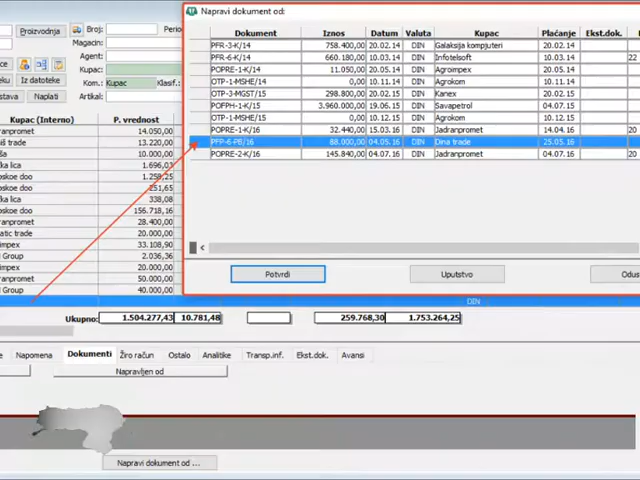 Napravi dokument od:
Proizvodnja
Broj: Perio
Magacin:
Agent:
Kupac:
Iz datoteke Kom.: Kupac Klasif.:
Naplati Artikal:
Dokument Iznos Datum Valuta Kupac Plaćanje Ekst.dok.
PFR-3-K/14 758.400,00 20.02.14 DIN Galaksija kompjuteri 20.02.14
PFR-6-K/14 660.180,00 10.03.14 DIN Infotelsoft 10.03.14 22
POPRE-1-K/14 11.050,00 20.05.14 DIN Agroimpex 20.05.14
OTP-1-MSHE/14 0,00 10.11.14 DIN Agrokom 10.11.14
OTP-3-MGST/15 298.800,00 20.02.15 DIN Kanex 20.02.15
POFPH-1-K/15 3.960.000,00 19.06.15 DIN Savapetrol 04.07.15
OTP-1-MSHE/15 0,00 10.12.15 DIN Agrokom 10.12.15
POPRE-1-K/16 32.440,00 15.03.16 DIN Jadranpromet 14.04.16 20
PFP-6-PB/16 88.000,00 04.05.16 DIN Dina trade 25.05.16
POPRE-2-K/16 145.840,00 04.07.16 DIN Jadranpromet 04.07.16 20
Potvrdi Uputstvo Odus
Kupac (Interno) P. vrednost
ranpromet 14.050,00
iš trade 13.220,00
ša 10.000,00
lica 1.696,0
pskoe doo 1.258,25
pskoe doo 251,65
lica 338,08
pskoe doo 156.718,16
ranpromet 28.400,00
atic trade 20.000,00
impex 33.108,90
l Group 2.036,36
impex 20.000,00
ranpromet 50.000,00
l Group 40.000,00
DIN
Ukupno: 1.504.277,43 10.781,48 259.768,30 1.753.264,25
Napomena Dokumenti Žiro račun Ostalo Analitike Transp.inf. Ekst.dok. Avansi
Napravljen od
Napravi dokument od ...